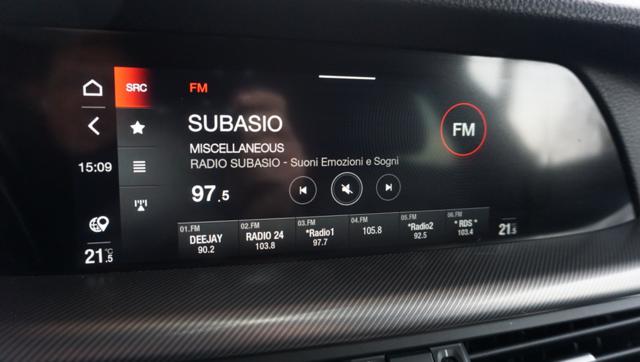 SRC
FM
SUBASIO
MISCELLANEOUS
RADIO SUBASIO - Suoni Emozioni e Sogni
FM
15:09
97.5
01.FM
DEEJAY
90.2
02.FM
RADIO 24
103.8
03.FM
*Radio1
97.7
04.FM
105.8
05.FM
*Radio2
92.5
06.FM
* RDS *
103.4
21.5
21.5 °C